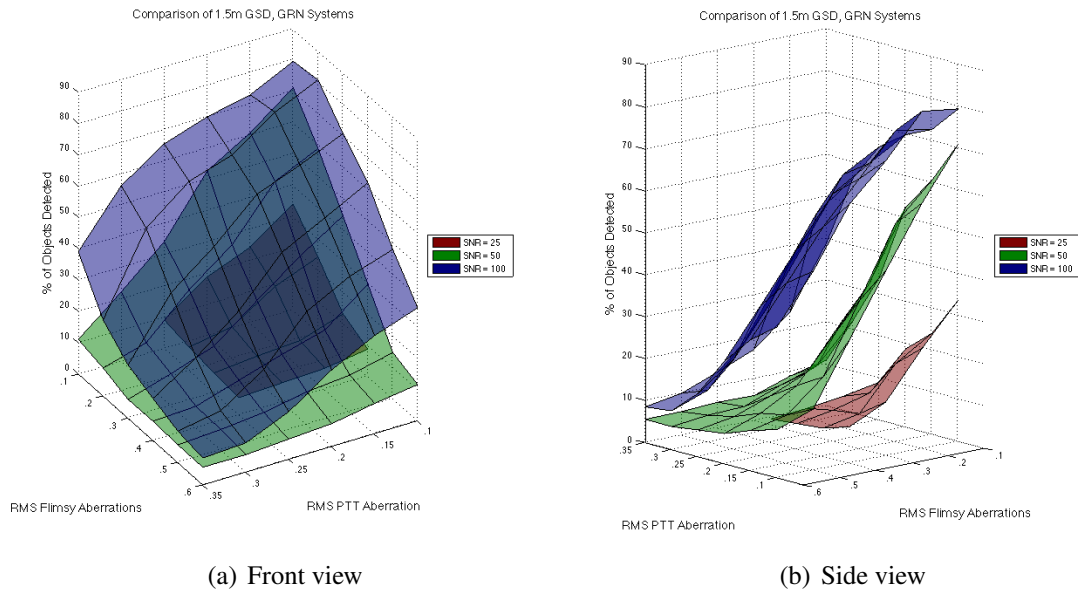 Comparison of 1.5m GSD, GRN Systems
% of Objects Detected
90
80
70
60
50
40
30
20
10
0
.1
.2
.3
.4
.5
.6
RMS Flimsy Aberrations
.35
.3
.25
.2
.15
.1
RMS PTT Aberration
SNR = 25
SNR = 50
SNR = 100
(a) Front view
Comparison of 1.5m GSD, GRN Systems
% of Objects Detected
90
80
70
60
50
40
30
20
10
0
.35
.3
.25
.2
.15
.1
RMS PTT Aberration
.6
.5
.4
.3
.2
.1
RMS Flimsy Aberrations
SNR = 25
SNR = 50
SNR = 100
(b) Side view